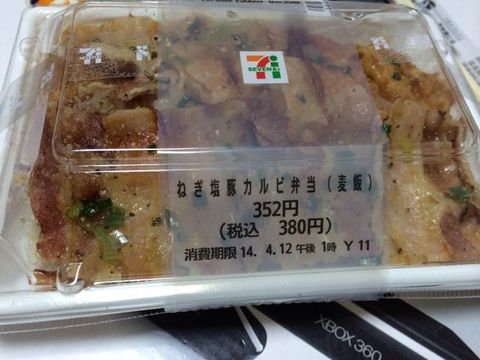 SEVEN&i
ねぎ塩豚カルビ弁当(麦飯)
352円
(税込 380円)
消費期限 14. 4.12 午後 1時 Y 11
XBOX 360